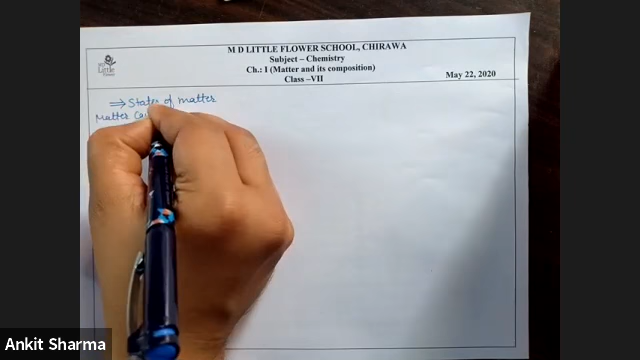 M D LITTLE FLOWER SCHOOL, CHIRAWA
Subject – Chemistry
Ch.: I (Matter and its composition)
Class –VII
May 22, 2020
Little
⇒ States of matter
Matter
Ankit Sharma